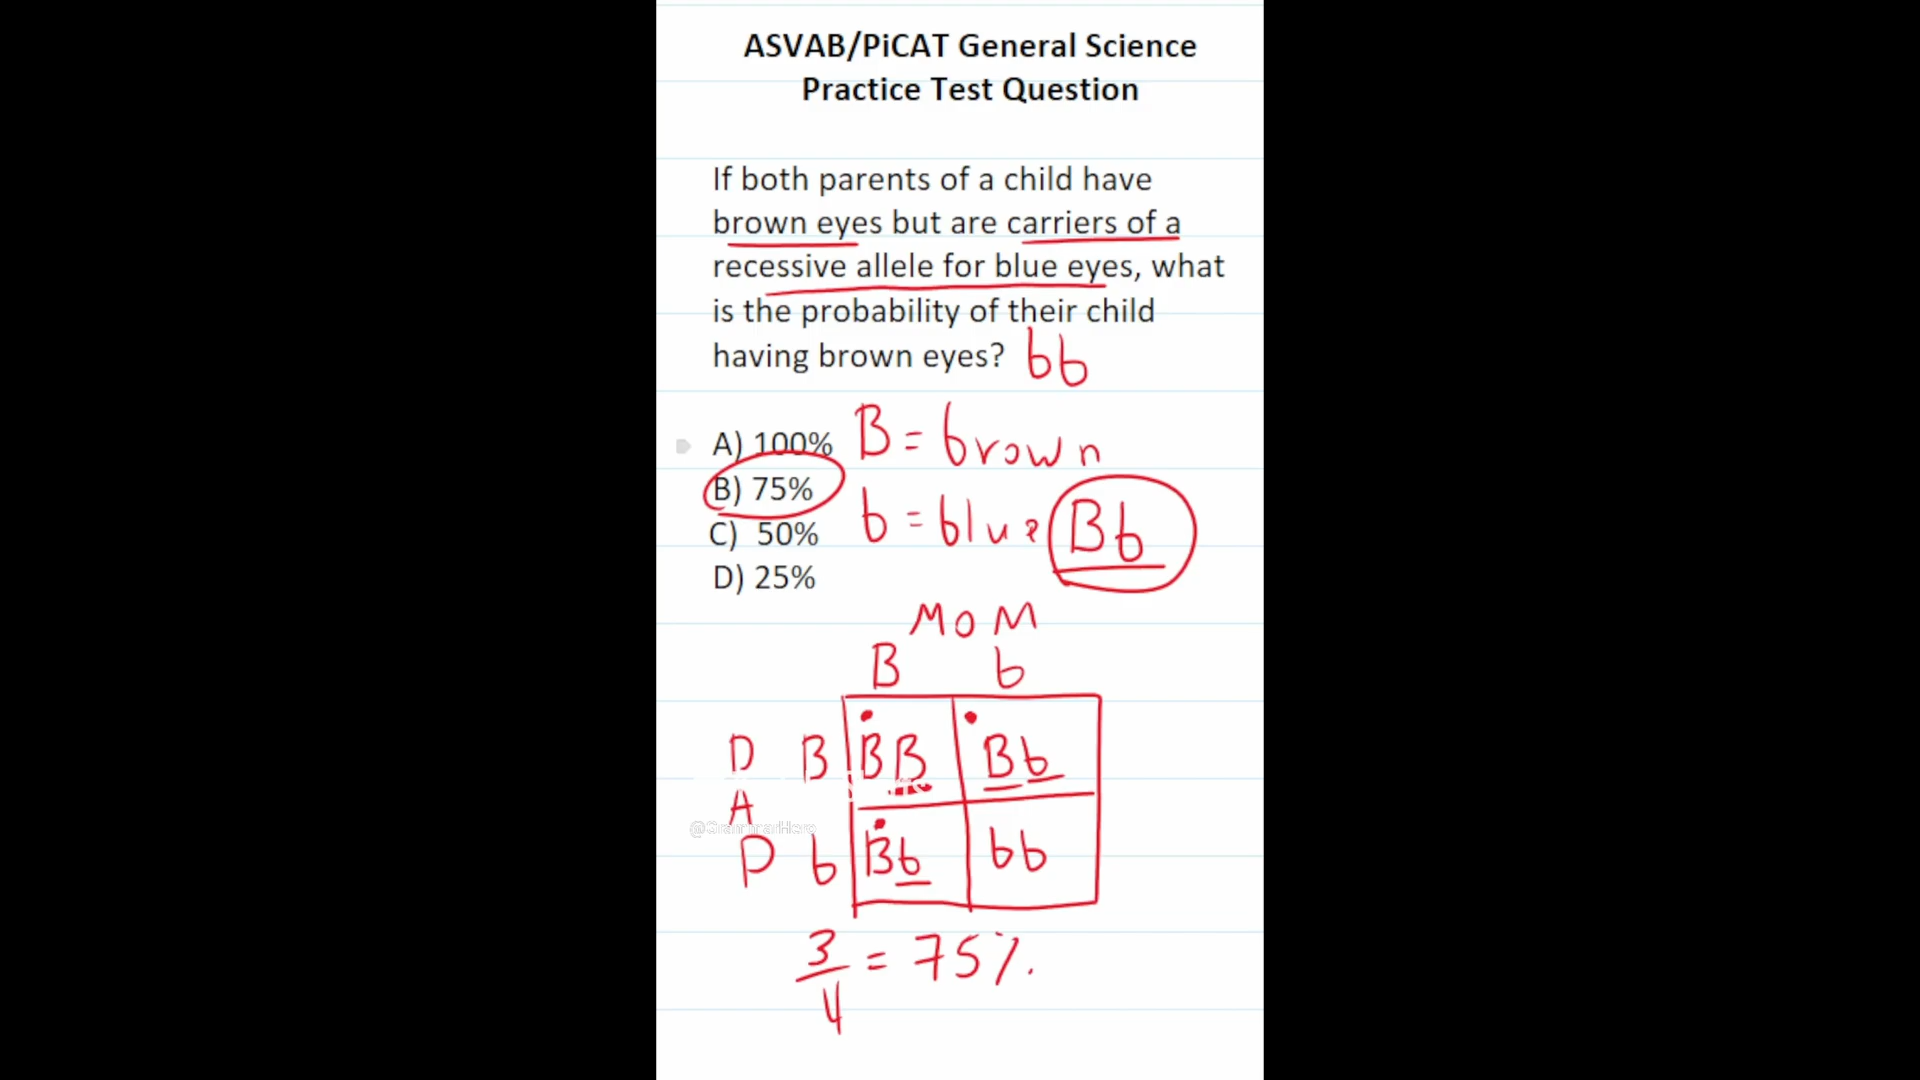 ASVAB/PiCAT General Science
Practice Test Question
If both parents of a child have
brown eyes but are carriers of a
recessive allele for blue eyes, what
is the probability of their child
having brown eyes? bb
A) 100% B = brown
B) 75%
C) 50% b = blue Bb
D) 25%
MOM
B b
D B BB Bb
A
@GrammarHero
D b Bb bb
3/4 = 75%